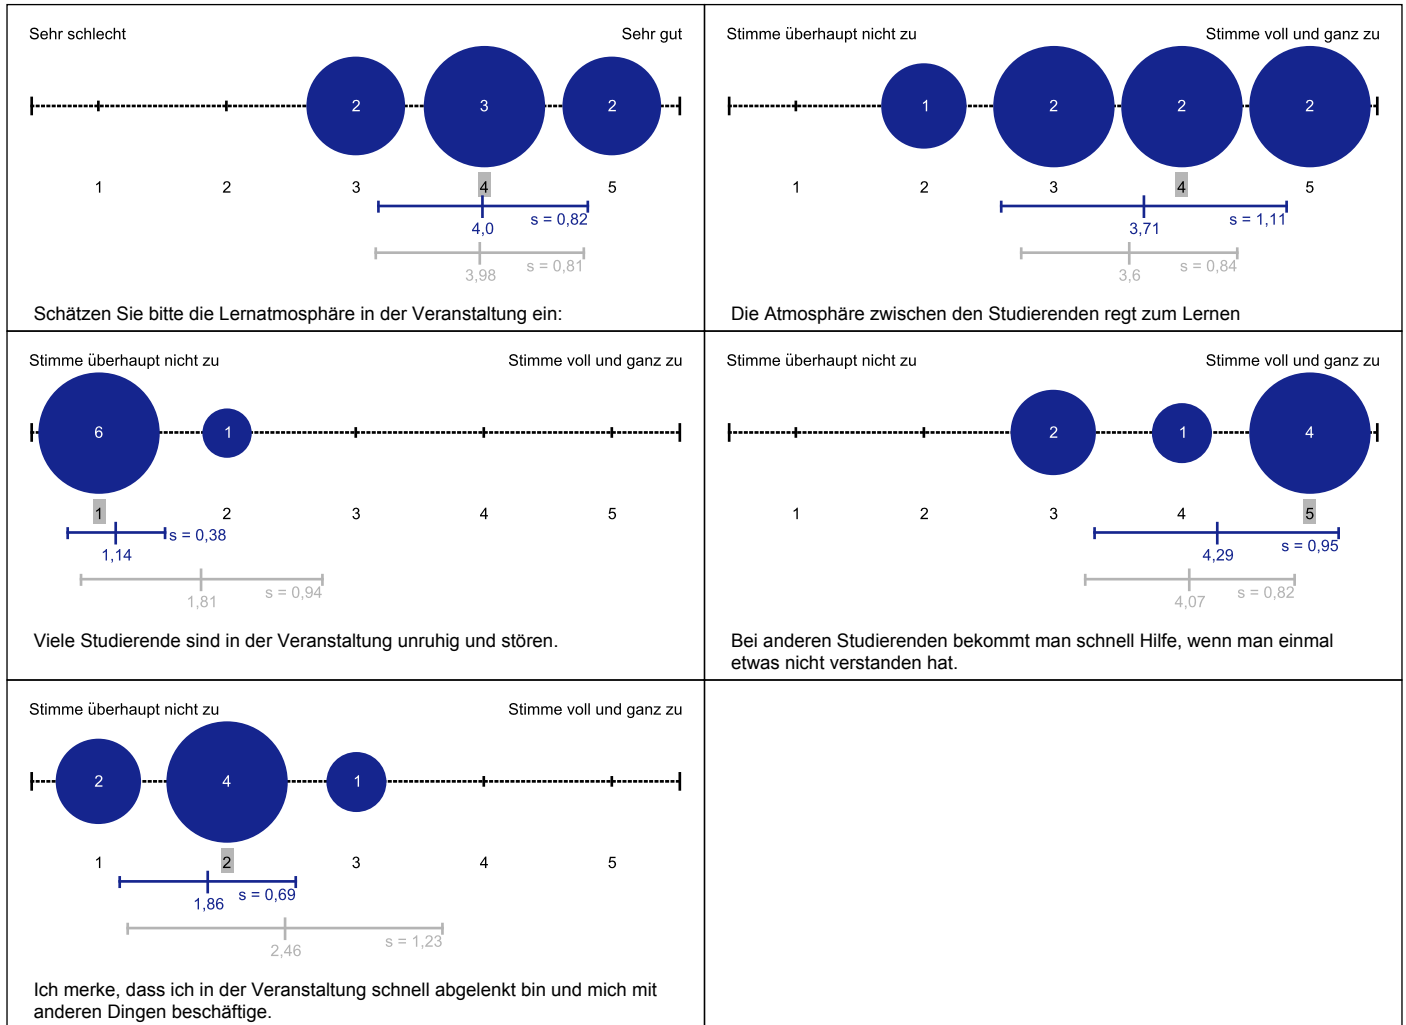 Sehr schlecht Sehr gut
2 3 2
1 2 3 4 5
s = 0,82
4,0
s = 0,81
3,98
Schätzen Sie bitte die Lernatmosphäre in der Veranstaltung ein:
Stimme überhaupt nicht zu Stimme voll und ganz zu
1 2 2 2
1 2 3 4 5
s = 1,11
3,71
s = 0,84
3,6
Die Atmosphäre zwischen den Studierenden regt zum Lernen
Stimme überhaupt nicht zu Stimme voll und ganz zu
6 1
1 2 3 4 5
s = 0,38
1,14
s = 0,94
1,81
Viele Studierende sind in der Veranstaltung unruhig und stören.
Stimme überhaupt nicht zu Stimme voll und ganz zu
2 1 4
1 2 3 4 5
s = 0,95
4,29
s = 0,82
4,07
Bei anderen Studierenden bekommt man schnell Hilfe, wenn man einmal
etwas nicht verstanden hat.
Stimme überhaupt nicht zu Stimme voll und ganz zu
2 4 1
1 2 3 4 5
s = 0,69
1,86
s = 1,23
2,46
Ich merke, dass ich in der Veranstaltung schnell abgelenkt bin und mich mit
anderen Dingen beschäftige.